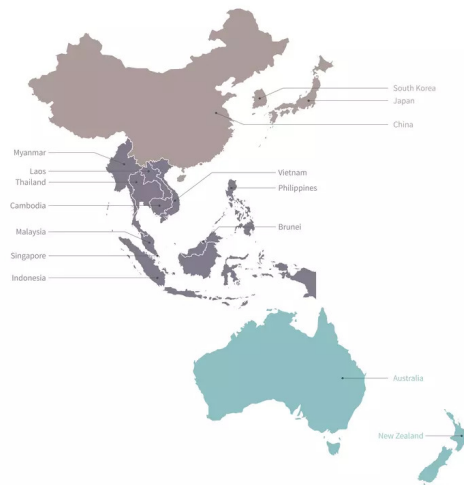 South Korea
Japan
China
Myanmar
Laos
Thailand
Vietnam
Philippines
Cambodia
Brunei
Malaysia
Singapore
Indonesia
Australia
New Zealand